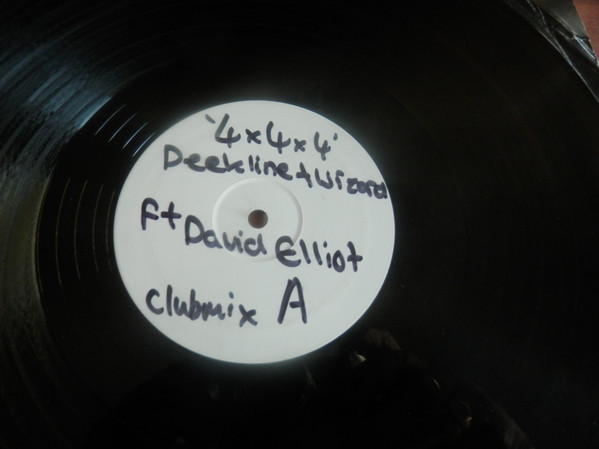 '4x4x4'
Deekline + Wizard
Ft David Elliot
clubmix A